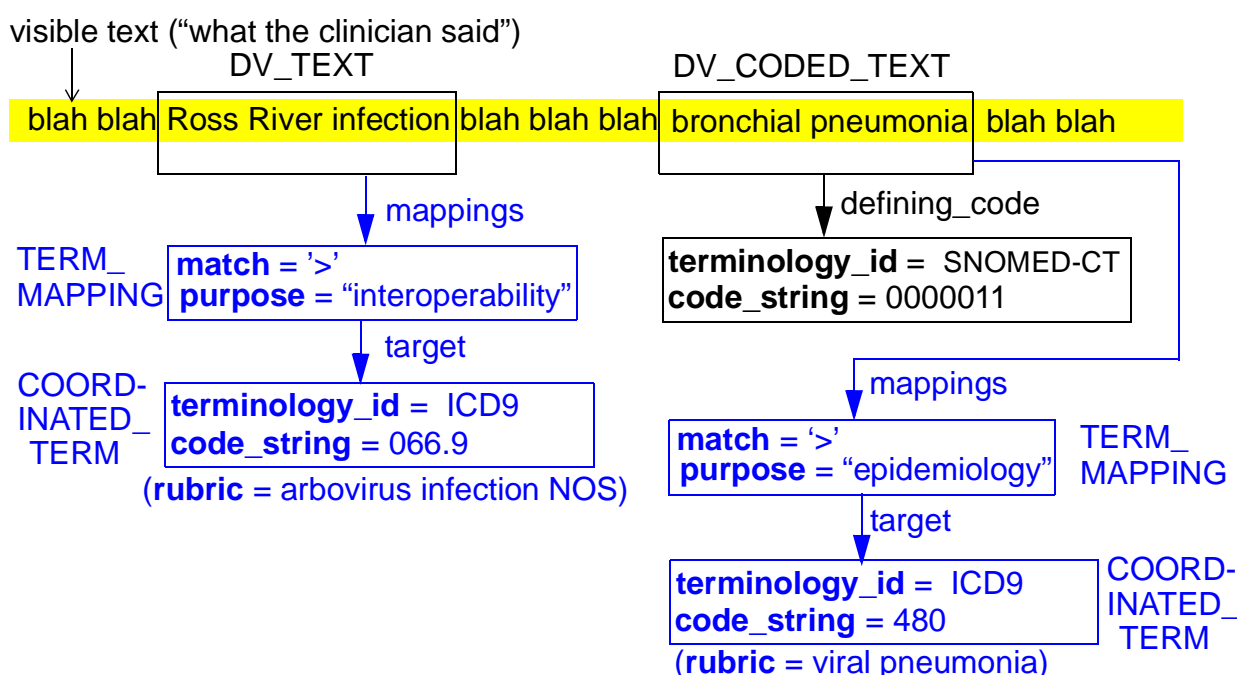 visible text (“what the clinician said”)
DV_TEXT
DV_CODED_TEXT
blah blah Ross River infection blah blah blah bronchial pneumonia blah blah
mappings
TERM_
MAPPING
match = ’>’
purpose = “interoperability”
target
COORD-
INATED_
TERM
terminology_id = ICD9
code_string = 066.9
(rubric = arbovirus infection NOS)
defining_code
terminology_id = SNOMED-CT
code_string = 0000011
mappings
match = ‘>’
purpose = “epidemiology”
TERM_
MAPPING
target
terminology_id = ICD9
code_string = 480
(rubric = viral pneumonia)
COORD-
INATED_
TERM